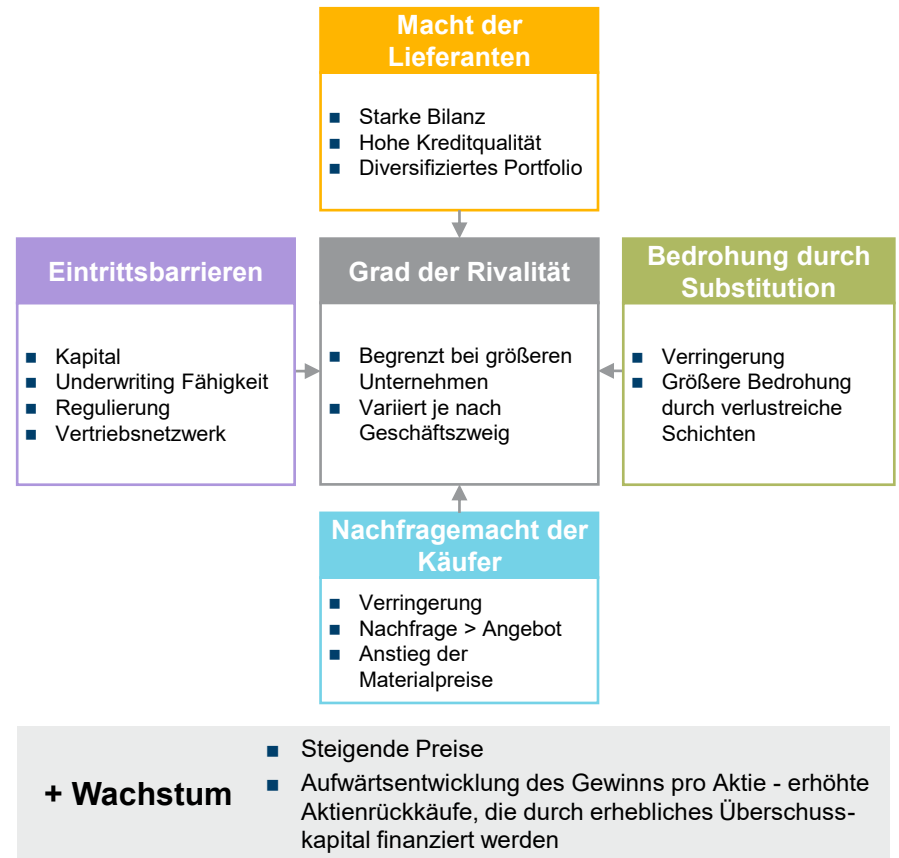 Macht der
Lieferanten
Starke Bilanz
Hohe Kreditqualität
Diversifiziertes Portfolio
Eintrittsbarrieren
Kapital
Underwriting Fähigkeit
Regulierung
Vertriebsnetzwerk
Grad der Rivalität
Begrenzt bei größeren
Unternehmen
Variiert je nach
Geschäftszweig
Bedrohung durch
Substitution
Verringerung
Größere Bedrohung
durch verlustreiche
Schichten
Nachfragemacht der
Käufer
Verringerung
Nachfrage > Angebot
Anstieg der
Materialpreise
+ Wachstum
Steigende Preise
Aufwärtsentwicklung des Gewinns pro Aktie - erhöhte
Aktienrückkäufe, die durch erhebliches Überschuss-
kapital finanziert werden